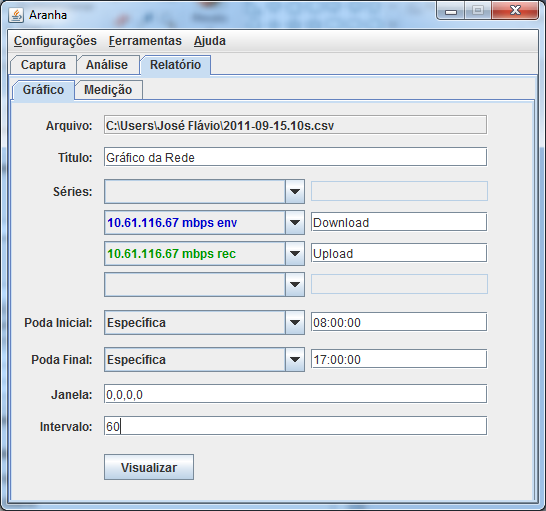 Aranha
Configurações Ferramentas Ajuda
Captura Análise Relatório
Gráfico Medição
Arquivo: C:\Users\José Flávio\2011-09-15.10s.csv
Título: Gráfico da Rede
Séries:
10.61.116.67 mbps env Download
10.61.116.67 mbps rec Upload
Poda Inicial: Específica 08:00:00
Poda Final: Específica 17:00:00
Janela: 0,0,0,0
Intervalo: 60
Visualizar